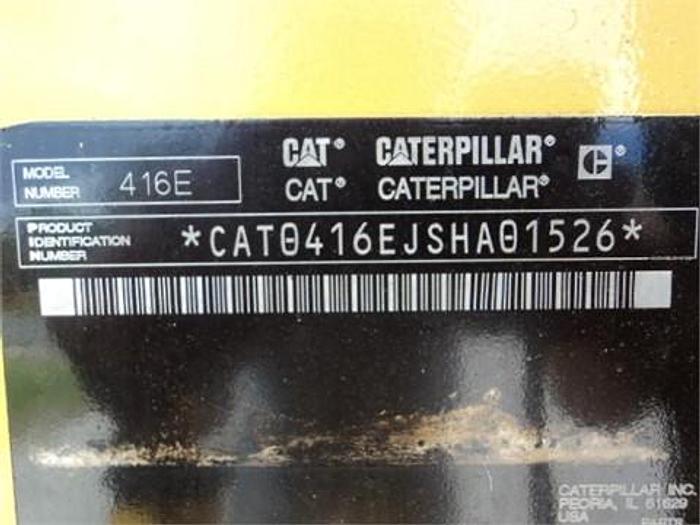 CAT® CATERPILLAR® C®
MODEL NUMBER 416E CAT® CATERPILLAR®
PRODUCT
IDENTIFICATION
NUMBER *CAT0416EJSHA01526*
CATERPILLAR INC.
PEORIA, IL 61629
USA